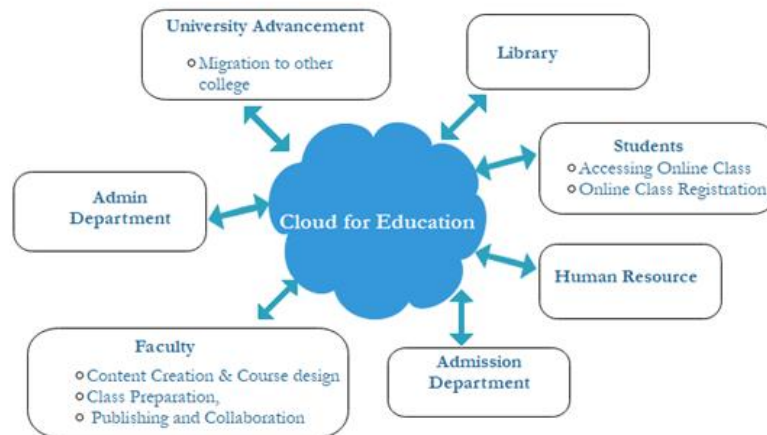 University Advancement
Migration to other
college
Library
Students
Accessing Online Class
Online Class Registration
Admin
Department
Cloud for Education
Human Resource
Faculty
Content Creation & Course design
Class Preparation,
Publishing and Collaboration
Admission
Department